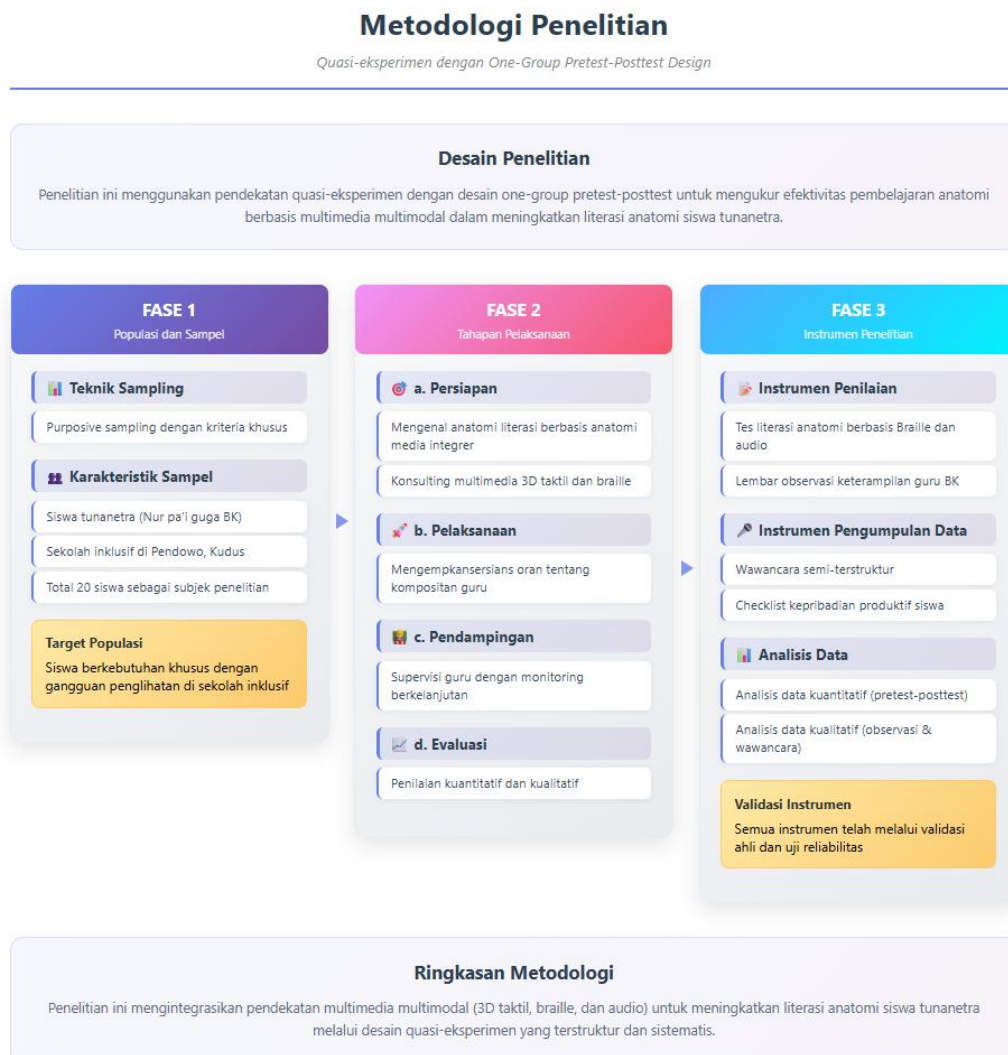 Metodologi Penelitian
Quasi-eksperimen dengan One-Group Pretest-Posttest Design
Desain Penelitian
Penelitian ini menggunakan pendekatan quasi-eksperimen dengan desain one-group pretest-posttest untuk mengukur efektivitas pembelajaran anatomi
berbasis multimedia multimodal dalam meningkatkan literasi anatomi siswa tunanetra.
FASE 1
Populasi dan Sampel
Teknik Sampling
Purposive sampling dengan kriteria khusus
Karakteristik Sampel
Siswa tunanetra (Nur pa'i guga BK)
Sekolah inklusif di Pendowo, Kudus
Total 20 siswa sebagai subjek penelitian
Target Populasi
Siswa berkebutuhan khusus dengan
gangguan penglihatan di sekolah inklusif
FASE 2
Tahapan Pelaksanaan
a. Persiapan
Mengenal anatomi literasi berbasis anatomi
media integrer
Konsulting multimedia 3D taktil dan braille
b. Pelaksanaan
Mengempkansersians oran tentang
kompositan guru
c. Pendampingan
Supervisi guru dengan monitoring
berkelanjutan
d. Evaluasi
Penilaian kuantitatif dan kualitatif
FASE 3
Instrumen Penelitian
Instrumen Penilaian
Tes literasi anatomi berbasis Braille dan
audio
Lembar observasi keterampilan guru BK
Instrumen Pengumpulan Data
Wawancara semi-terstruktur
Checklist kepribadian produktif siswa
Analisis Data
Analisis data kuantitatif (pretest-posttest)
Analisis data kualitatif (observasi &
wawancara)
Validasi Instrumen
Semua instrumen telah melalui validasi
ahli dan uji reliabilitas
Ringkasan Metodologi
Penelitian ini mengintegrasikan pendekatan multimedia multimodal (3D taktil, braille, dan audio) untuk meningkatkan literasi anatomi siswa tunanetra
melalui desain quasi-eksperimen yang terstruktur dan sistematis.